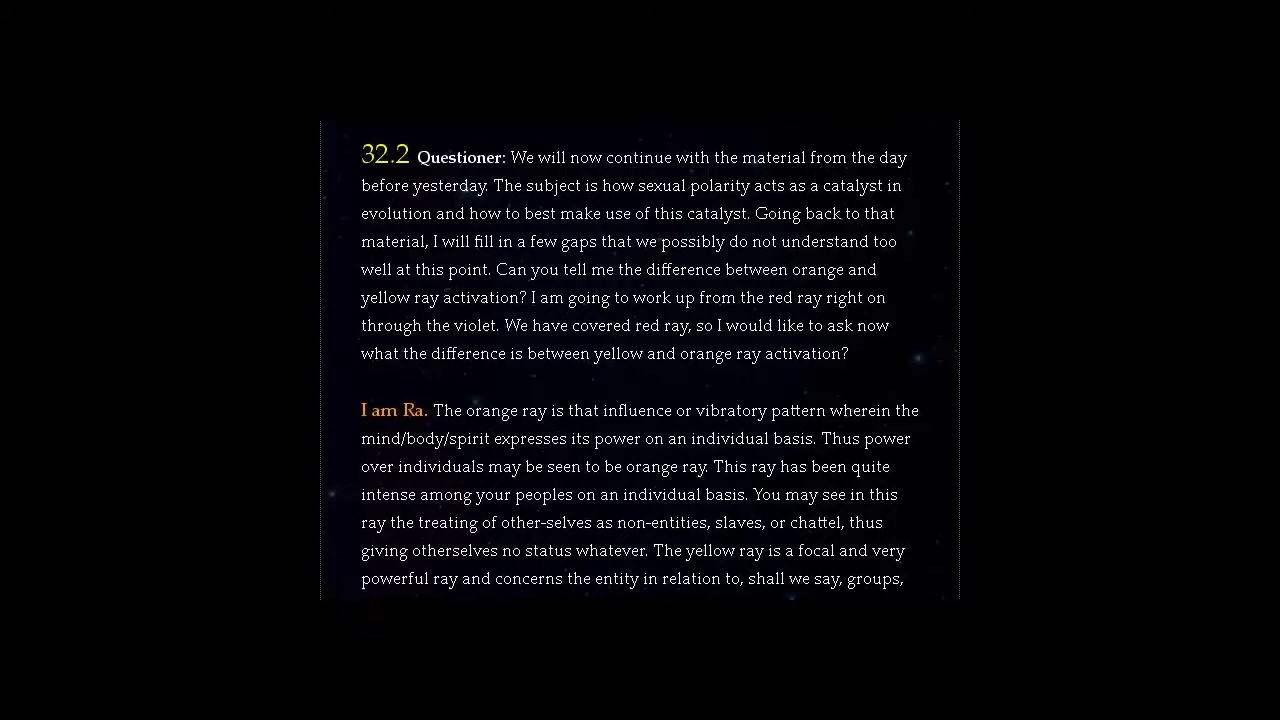 32.2 Questioner: We will now continue with the material from the day
before yesterday. The subject is how sexual polarity acts as a catalyst in
evolution and how to best make use of this catalyst. Going back to that
material, I will fill in a few gaps that we possibly do not understand too
well at this point. Can you tell me the difference between orange and
yellow ray activation? I am going to work up from the red ray right on
through the violet. We have covered red ray, so I would like to ask now
what the difference is between yellow and orange ray activation?
I am Ra. The orange ray is that influence or vibratory pattern wherein the
mind/body/spirit expresses its power on an individual basis. Thus power
over individuals may be seen to be orange ray. This ray has been quite
intense among your peoples on an individual basis. You may see in this
ray the treating of other-selves as non-entities, slaves, or chattel, thus
giving otherselves no status whatever. The yellow ray is a focal and very
powerful ray and concerns the entity in relation to, shall we say, groups,